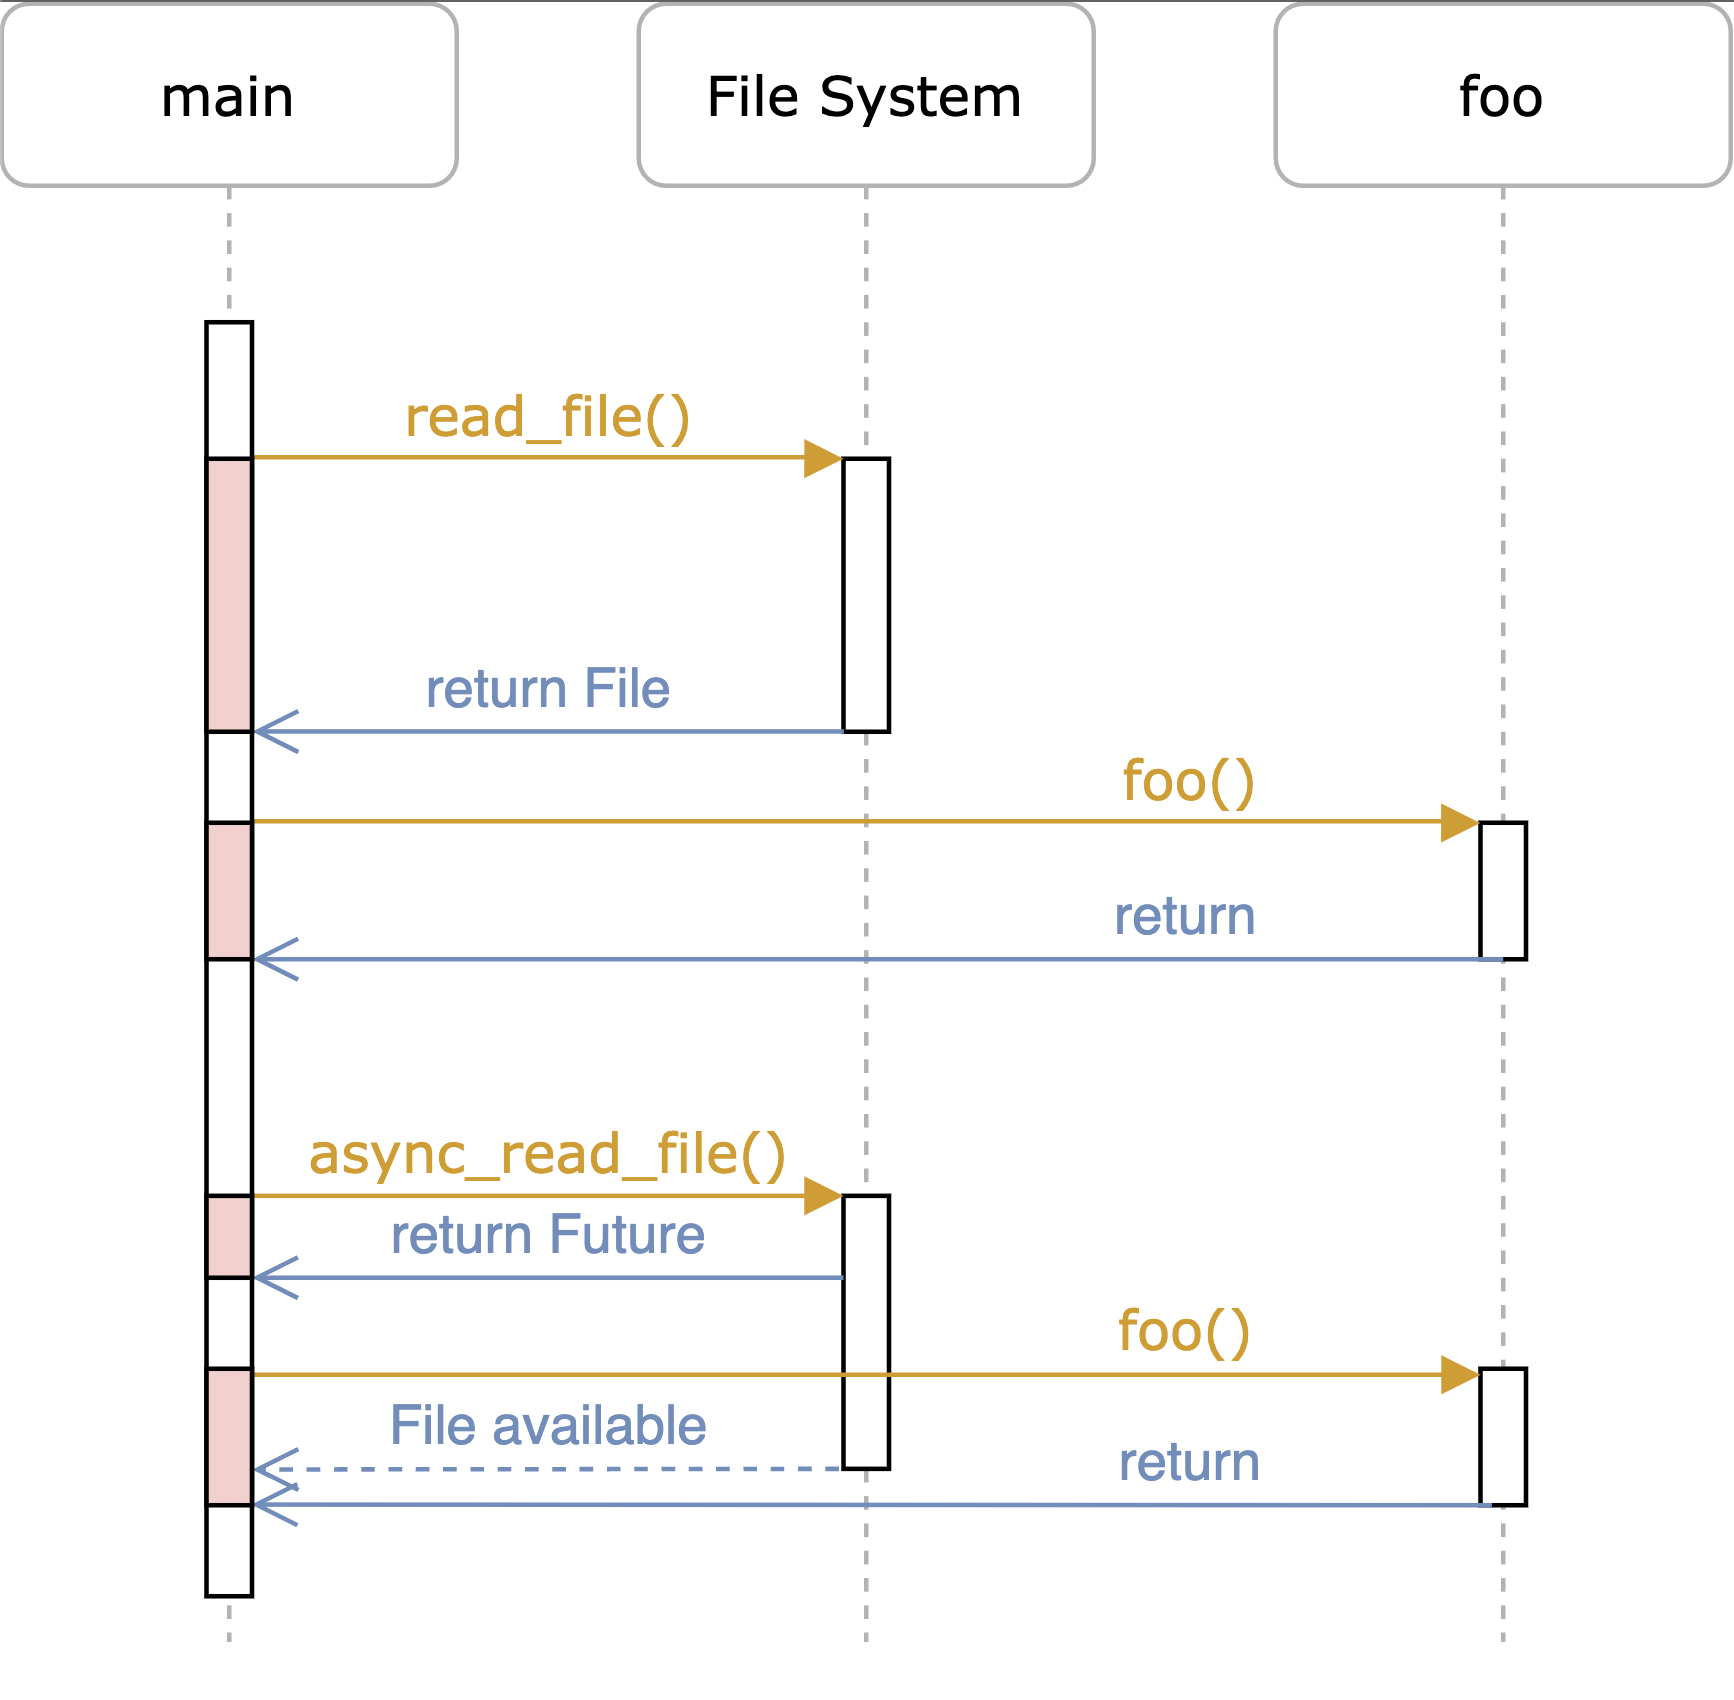 main
File System
foo
read_file()
return File
foo()
return
async_read_file()
return Future
foo()
File available
return